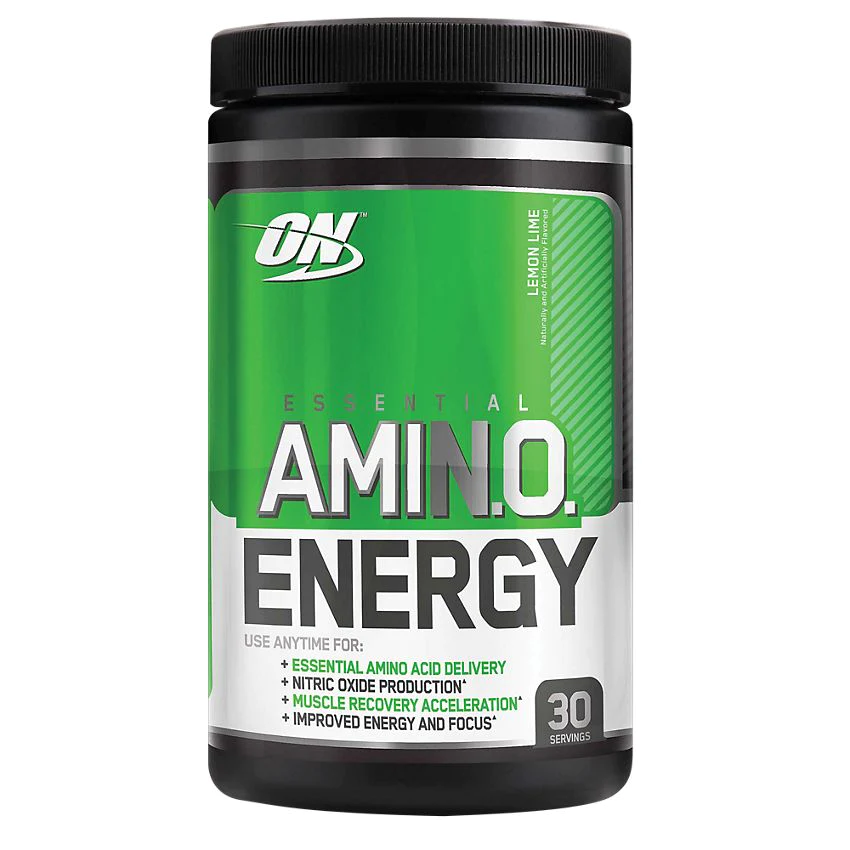 ON™
LEMON LIME
Naturally and Artificially Flavored
ESSENTIAL
AMIN.O.
ENERGY
USE ANYTIME FOR:
+ ESSENTIAL AMINO ACID DELIVERY
+ NITRIC OXIDE PRODUCTION▲
+ MUSCLE RECOVERY ACCELERATION▲
+ IMPROVED ENERGY AND FOCUS▲
30
SERVINGS